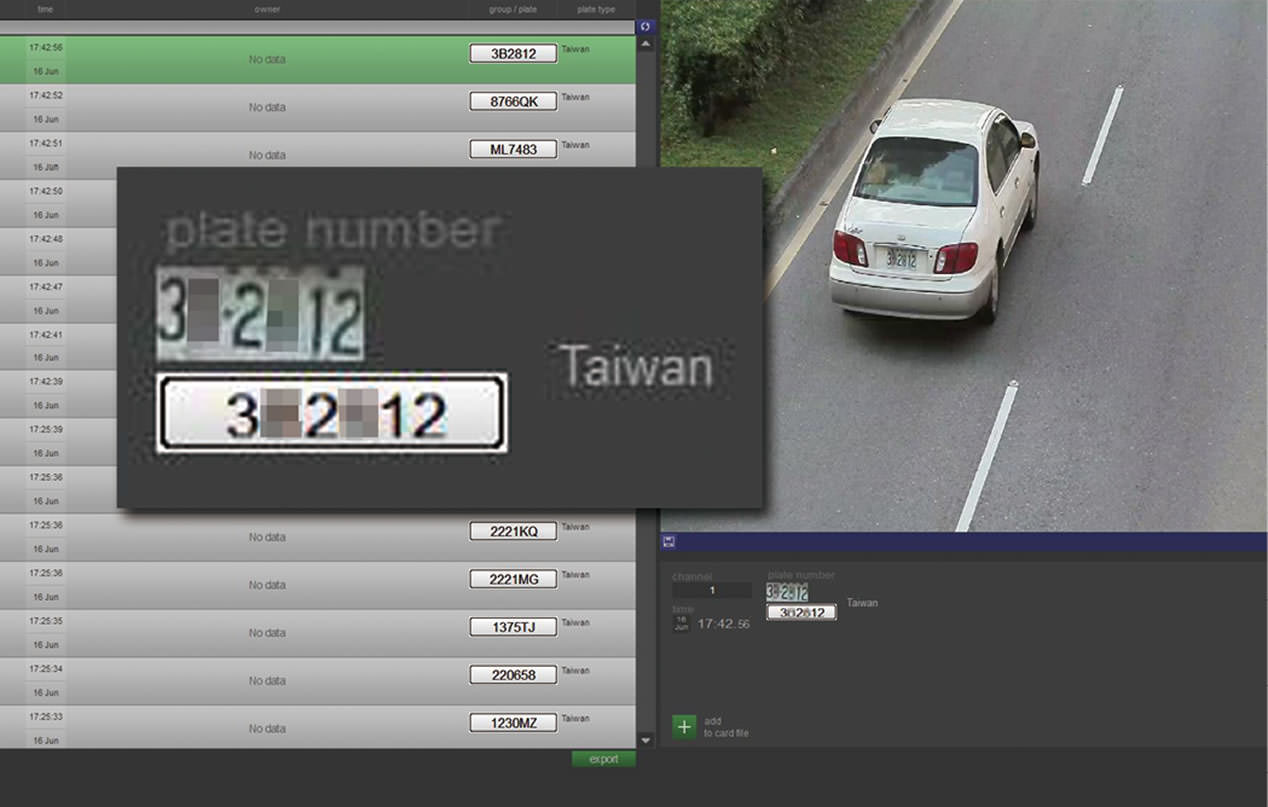 time owner group / plate plate type
17:42:56 16 Jun No data 3B2812 Taiwan
17:42:52 16 Jun No data 8766QK Taiwan
17:42:51 16 Jun No data ML7483 Taiwan
17:42:50 16 Jun
17:42:48 16 Jun
17:42:47 16 Jun
17:42:41 16 Jun
17:42:39 16 Jun
17:25:39 16 Jun
17:25:36 16 Jun
17:25:36 16 Jun No data 2221KQ Taiwan
17:25:36 16 Jun No data 2221MG Taiwan
17:25:35 16 Jun No data 1375TJ Taiwan
17:25:34 16 Jun No data 220658 Taiwan
17:25:33 16 Jun No data 1230MZ Taiwan
export
plate number
3 ·2 12
3 2 12
Taiwan
channel
1
time
16 Jun 17:42.56
plate number
Taiwan
add
to card file